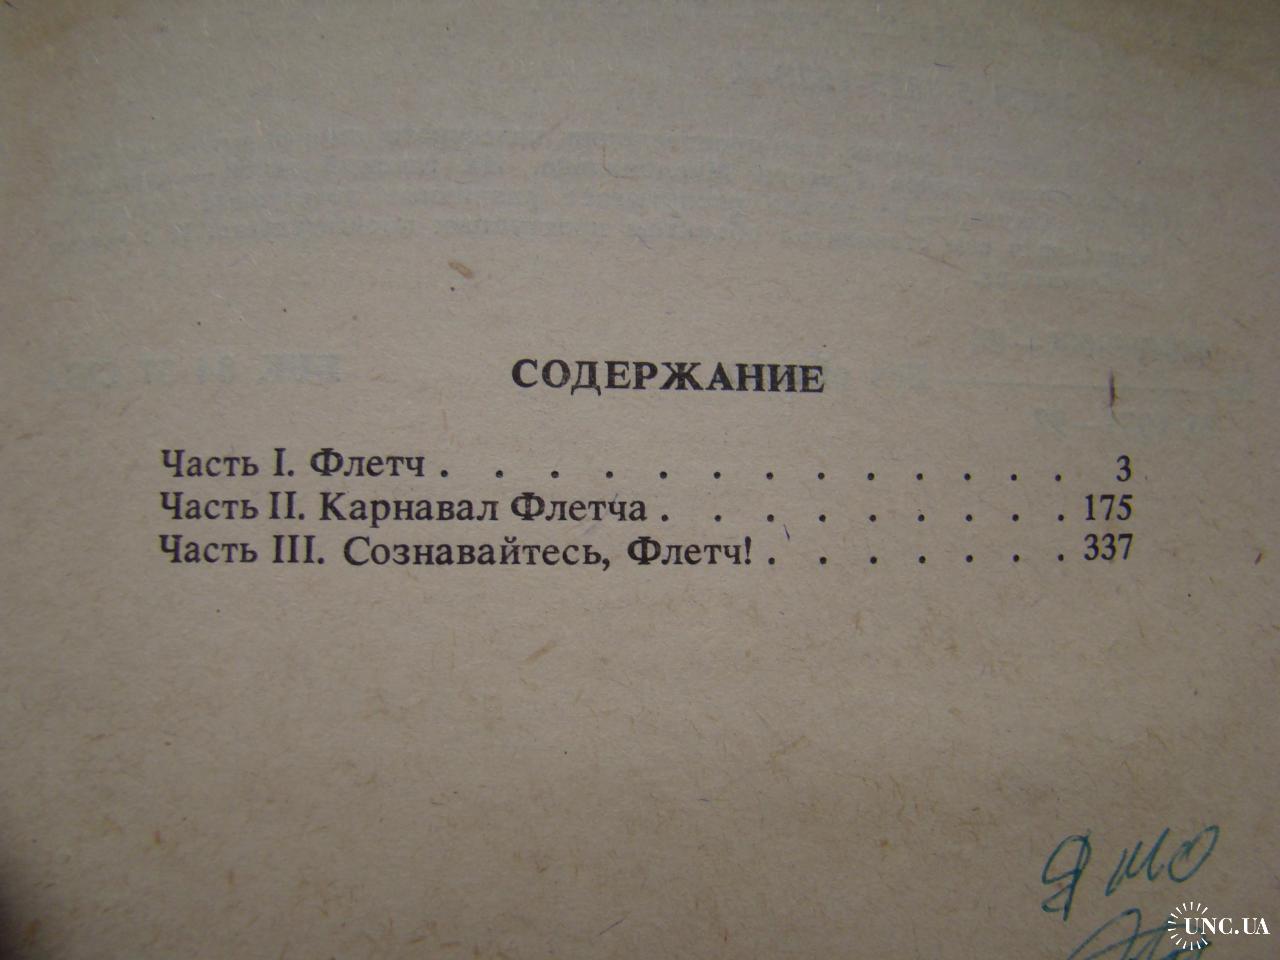 СОДЕРЖАНИЕ
Часть I. Флетч . . . . . . . . . . . . . 3
Часть II. Карнавал Флетча . . . . . . . . . 175
Часть III. Сознавайтесь, Флетч! . . . . . . . 337
UNC.UA